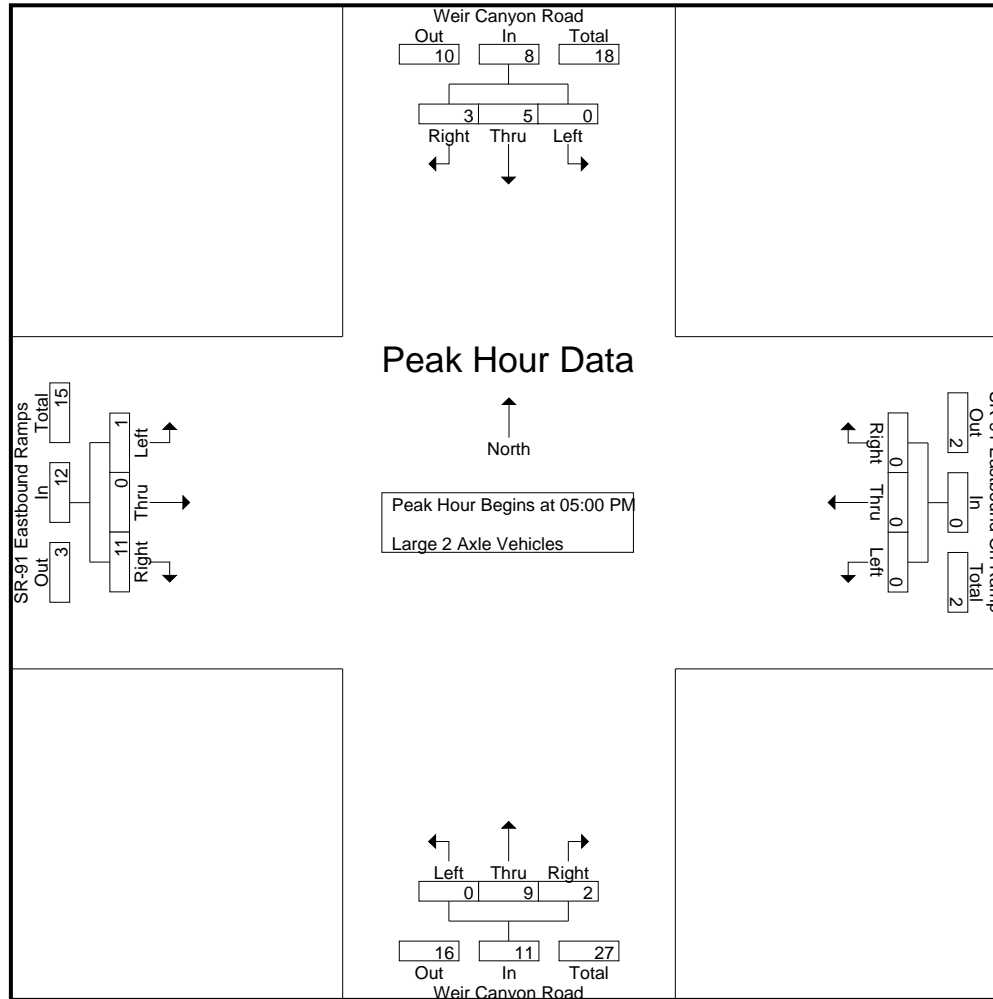 Weir Canyon Road
Out In Total
10 8 18
3 5 0
Right Thru Left
Peak Hour Data
North
Peak Hour Begins at 05:00 PM
Large 2 Axle Vehicles
SR-91 Eastbound Ramps
Total In Out
15 12 3
1 0 11
Left Thru Right
Out In Total
2 0 2
0 0 0
Right Thru Left
Left Thru Right
0 9 2
16 11 27
Out In Total
Weir Canyon Road